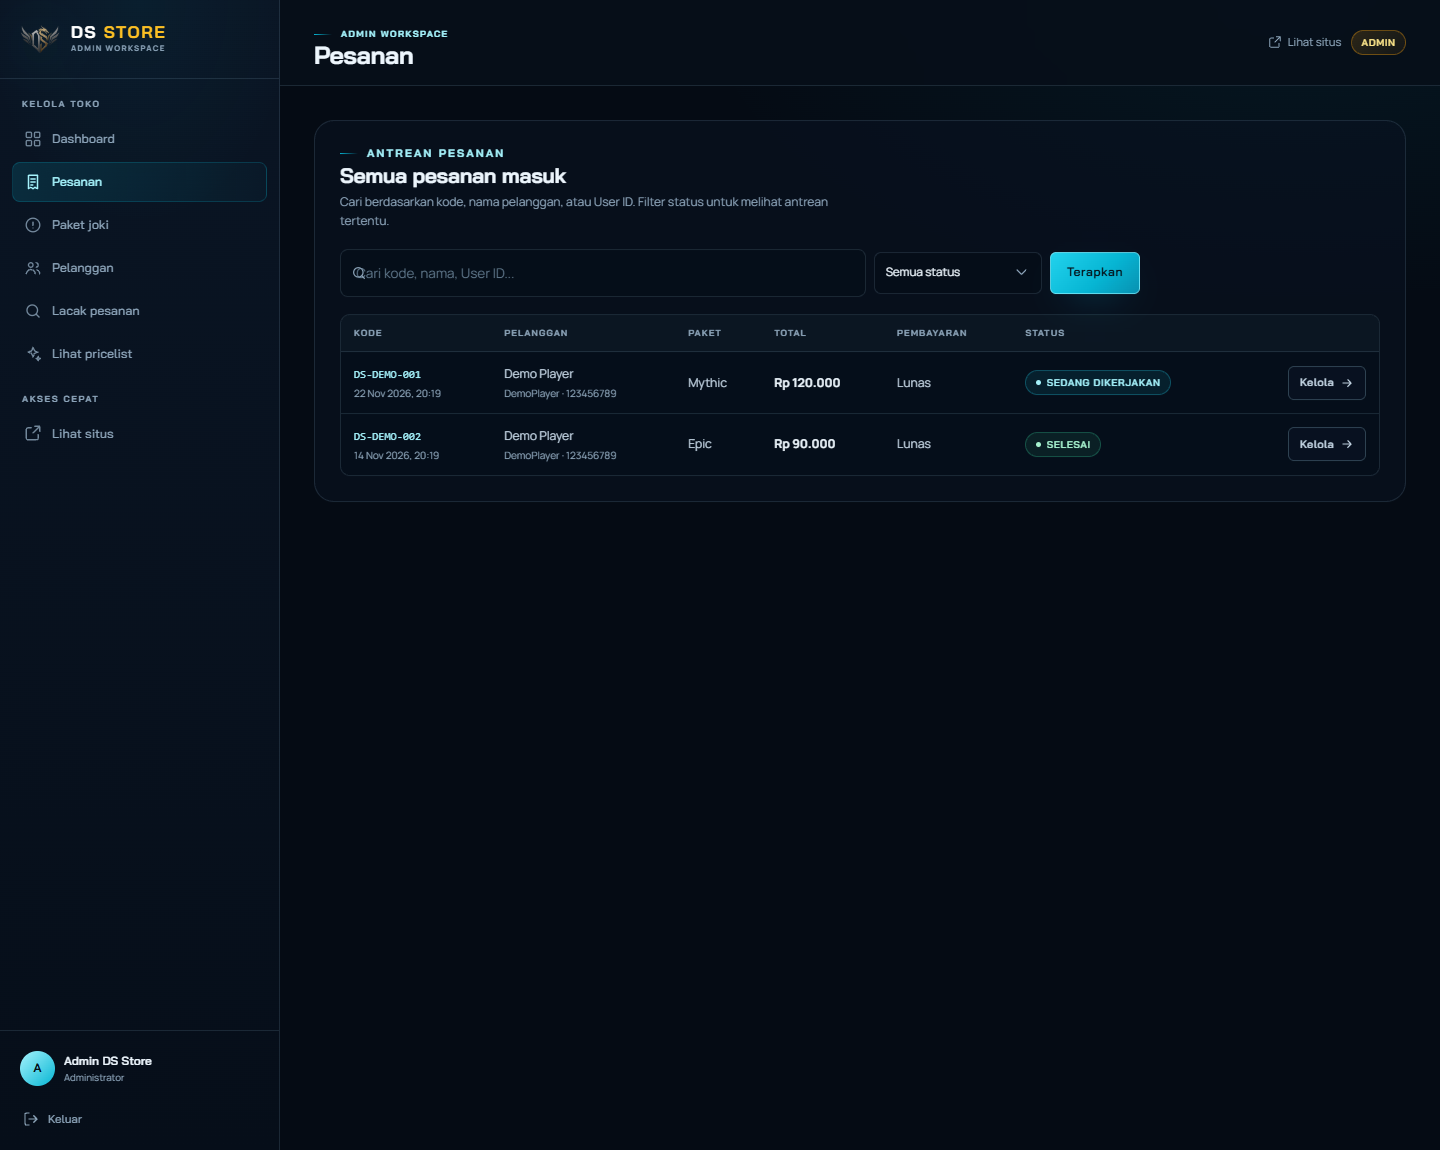 DS STORE
ADMIN WORKSPACE
KELOLA TOKO
Dashboard
Pesanan
Paket joki
Pelanggan
Lacak pesanan
Lihat pricelist
AKSES CEPAT
Lihat situs
A
Admin DS Store
Administrator
Keluar
ADMIN WORKSPACE
Pesanan
Lihat situs
ADMIN
ANTREAN PESANAN
Semua pesanan masuk
Cari berdasarkan kode, nama pelanggan, atau User ID. Filter status untuk melihat antrean
tertentu.
Cari kode, nama, User ID...
Semua status
Terapkan
KODE PELANGGAN PAKET TOTAL PEMBAYARAN STATUS
DS-DEMO-001 Demo Player Mythic Rp 120.000 Lunas SEDANG DIKERJAKAN Kelola
22 Nov 2026, 20:19 DemoPlayer · 123456789
DS-DEMO-002 Demo Player Epic Rp 90.000 Lunas SELESAI Kelola
14 Nov 2026, 20:19 DemoPlayer · 123456789